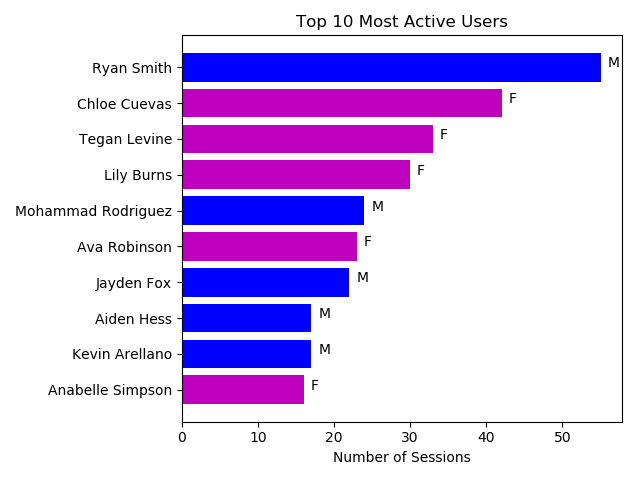 Top 10 Most Active Users
Ryan Smith M
Chloe Cuevas F
Tegan Levine F
Lily Burns F
Mohammad Rodriguez M
Ava Robinson F
Jayden Fox M
Aiden Hess M
Kevin Arellano M
Anabelle Simpson F
0 10 20 30 40 50
Number of Sessions